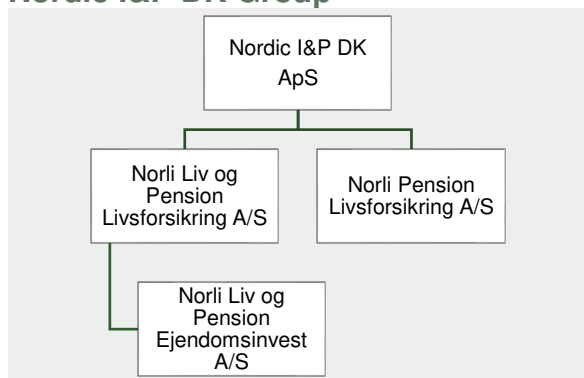 Nordic I&P DK Group
Nordic I&P DK
ApS
Norli Liv og
Pension
Livsforsikring A/S
Norli Pension
Livsforsikring A/S
Norli Liv og
Pension
Ejendomsinvest
A/S